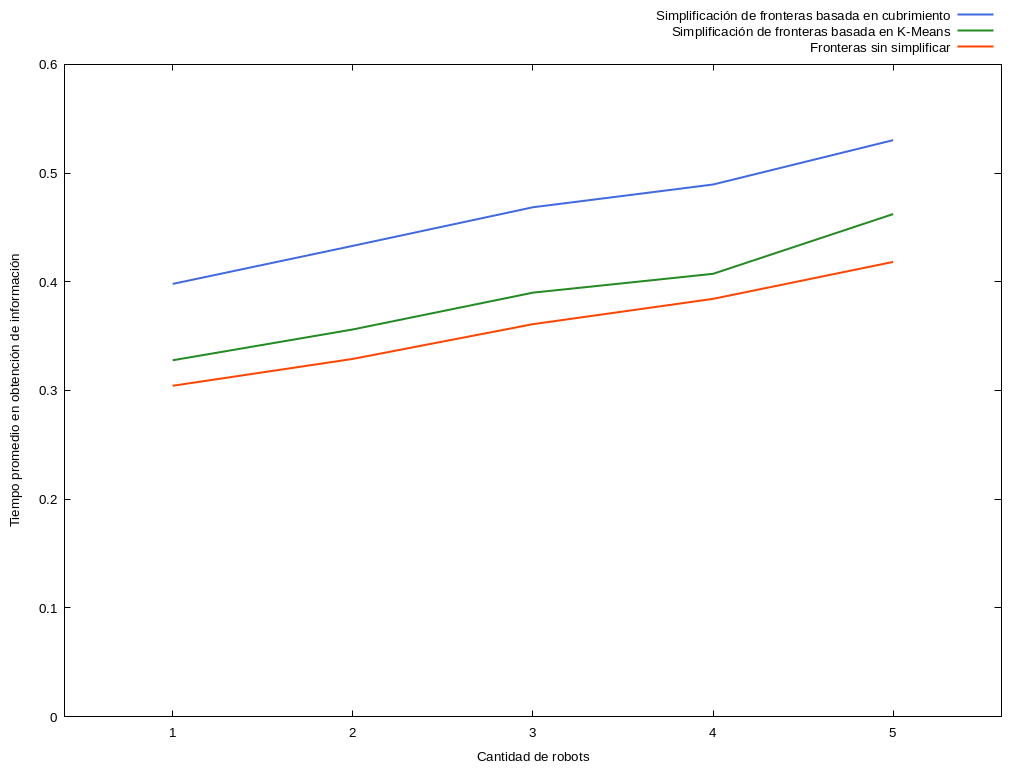 Simplificación de fronteras basada en cubrimiento
Simplificación de fronteras basada en K-Means
Fronteras sin simplificar
0.6
0.5
0.4
0.3
0.2
0.1
0
Tiempo promedio en obtención de información
1 2 3 4 5
Cantidad de robots